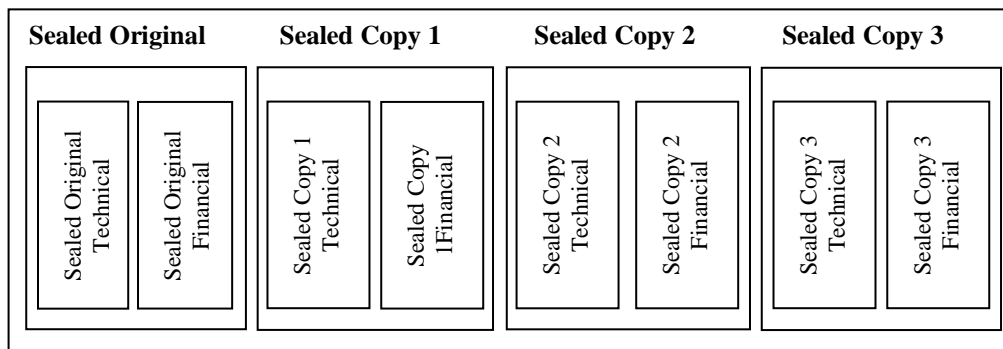 Sealed Original
Sealed Copy 1
Sealed Copy 2
Sealed Copy 3
Sealed Original
Technical
Sealed Original
Financial
Sealed Copy 1
Technical
Sealed Copy
1Financial
Sealed Copy 2
Technical
Sealed Copy 2
Financial
Sealed Copy 3
Technical
Sealed Copy 3
Financial